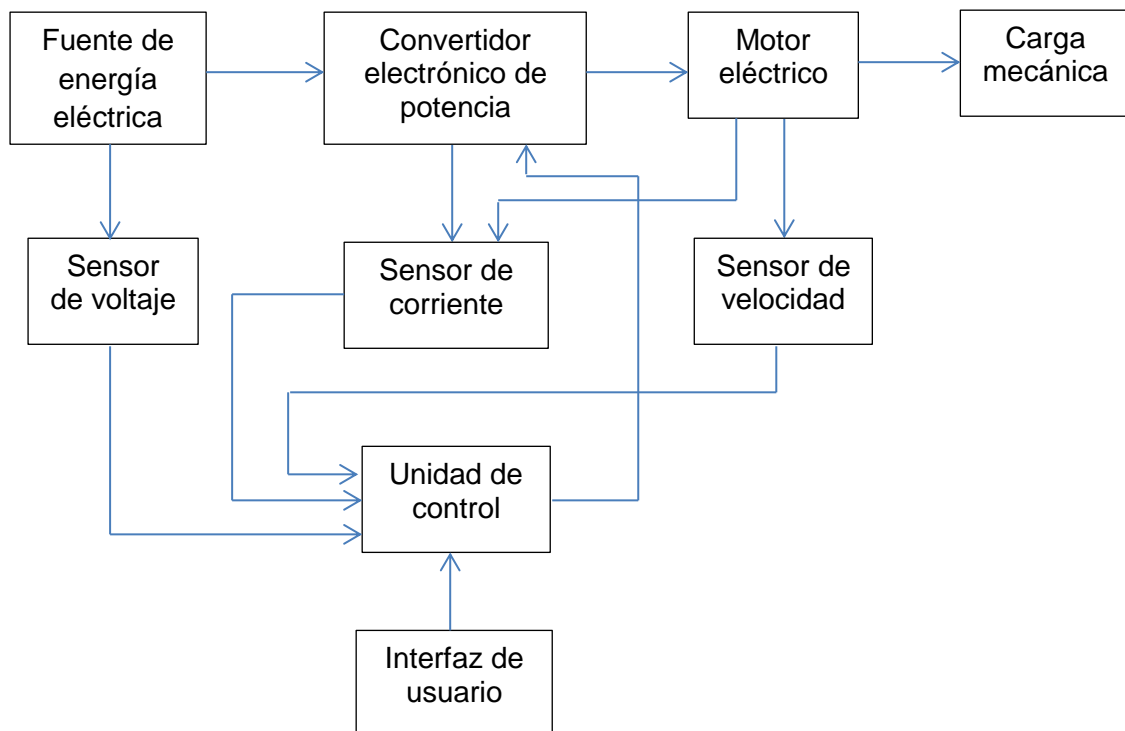 Fuente de
energía
eléctrica
Convertidor
electrónico de
potencia
Motor
eléctrico
Carga
mecánica
Sensor
de voltaje
Sensor de
corriente
Sensor de
velocidad
Unidad de
control
Interfaz de
usuario